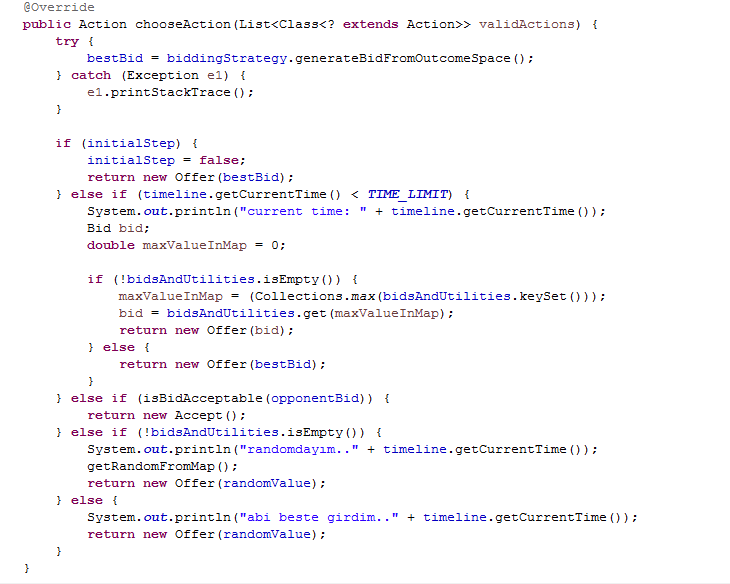 @Override
public Action chooseAction(List<Class<? extends Action>> validActions) {
    try {
        bestBid = biddingStrategy.generateBidFromOutcomeSpace();
    } catch (Exception e1) {
        e1.printStackTrace();
    }

    if (initialStep) {
        initialStep = false;
        return new Offer(bestBid);
    } else if (timeline.getCurrentTime() < TIME_LIMIT) {
        System.out.println("current time: " + timeline.getCurrentTime());
        Bid bid;
        double maxValueInMap = 0;

        if (!bidsAndUtilities.isEmpty()) {
            maxValueInMap = (Collections.max(bidsAndUtilities.keySet()));
            bid = bidsAndUtilities.get(maxValueInMap);
            return new Offer(bid);
        } else {
            return new Offer(bestBid);
        }
    } else if (isBidAcceptable(opponentBid)) {
        return new Accept();
    } else if (!bidsAndUtilities.isEmpty()) {
        System.out.println("randomdayım.." + timeline.getCurrentTime());
        getRandomFromMap();
        return new Offer(randomValue);
    } else {
        System.out.println("abi beste girdim.." + timeline.getCurrentTime());
        return new Offer(randomValue);
    }
}